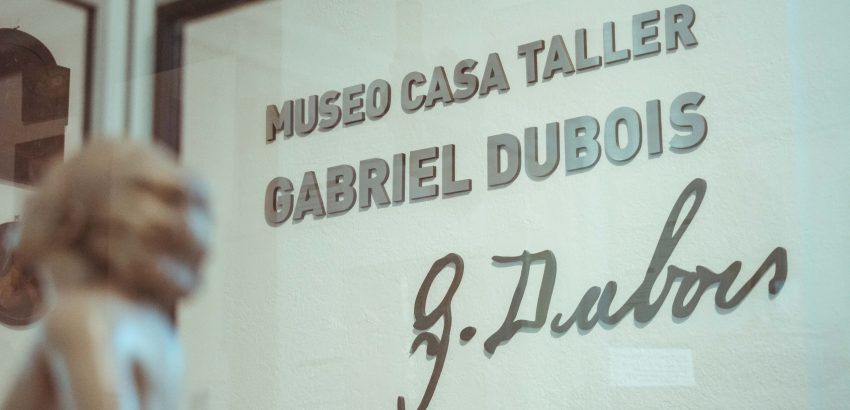 MUSEO CASA TALLER
GABRIEL DUBOIS
G. Dubois